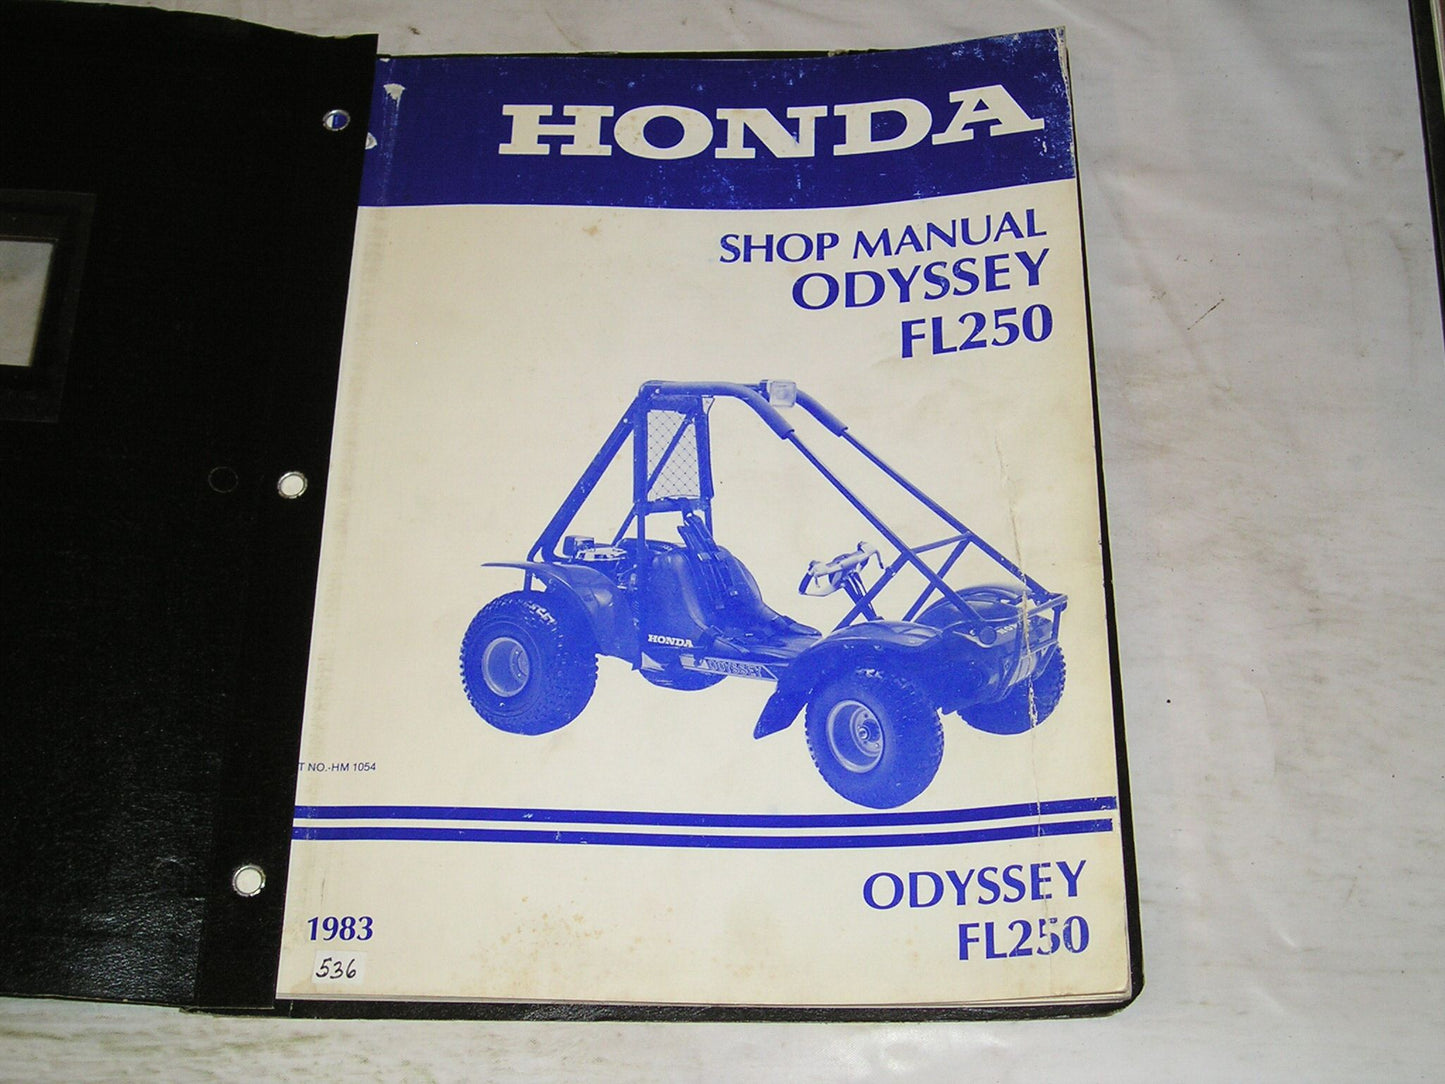 HONDA
SHOP MANUAL
ODYSSEY
FL250
HONDA
ODYSSEY
T NO.-HM 1054
ODYSSEY
FL250
1983
536